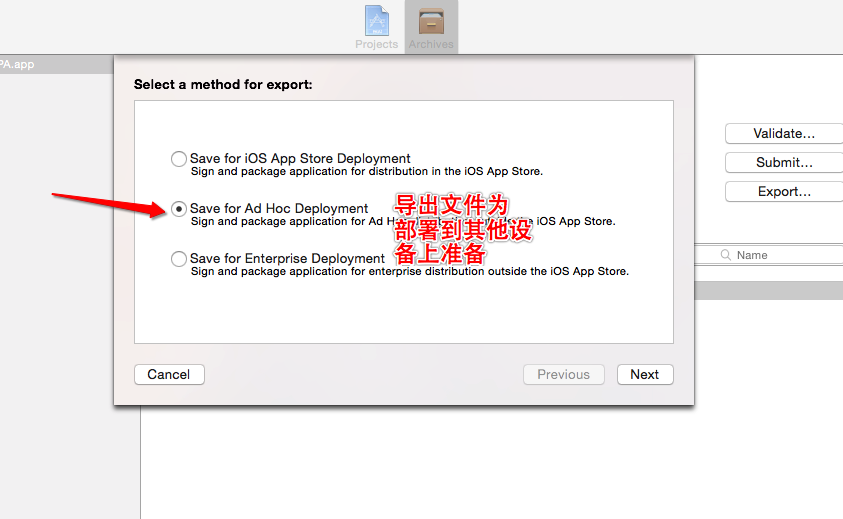 Projects
Archives
PA.app
Select a method for export:
Save for iOS App Store Deployment
Sign and package application for distribution in the iOS App Store.
Save for Ad Hoc Deployment
Sign and package application for Ad H
the iOS App Store.
导出文件为
部署到其他设
备上准备
Save for Enterprise Deployment
Sign and package application for enterprise distribution outside the iOS App Store.
Cancel
Previous
Next
Validate...
Submit...
Export...
Name